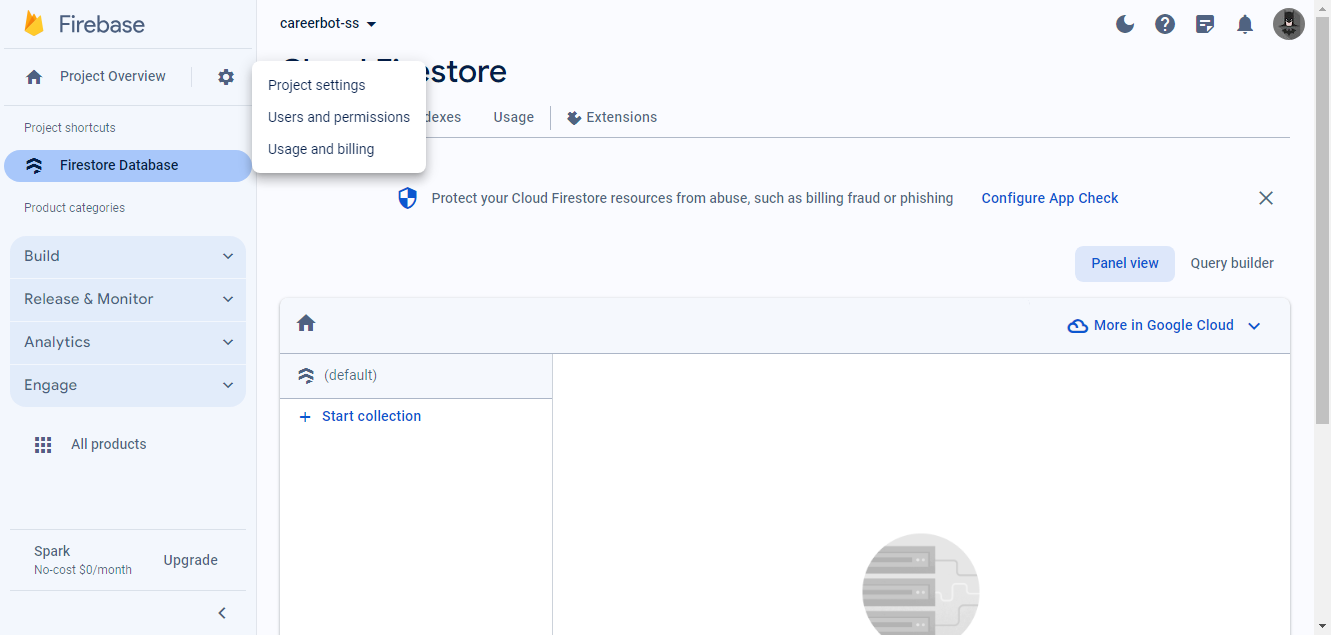 Firebase
careerbot-ss
Project Overview
Project settings
Users and permissions
Usage and billing
estore
dexes
Usage
Extensions
Project shortcuts
Firestore Database
Product categories
Build
Release & Monitor
Analytics
Engage
All products
Spark
No-cost $0/month
Upgrade
Protect your Cloud Firestore resources from abuse, such as billing fraud or phishing
Configure App Check
Panel view
Query builder
More in Google Cloud
(default)
+ Start collection